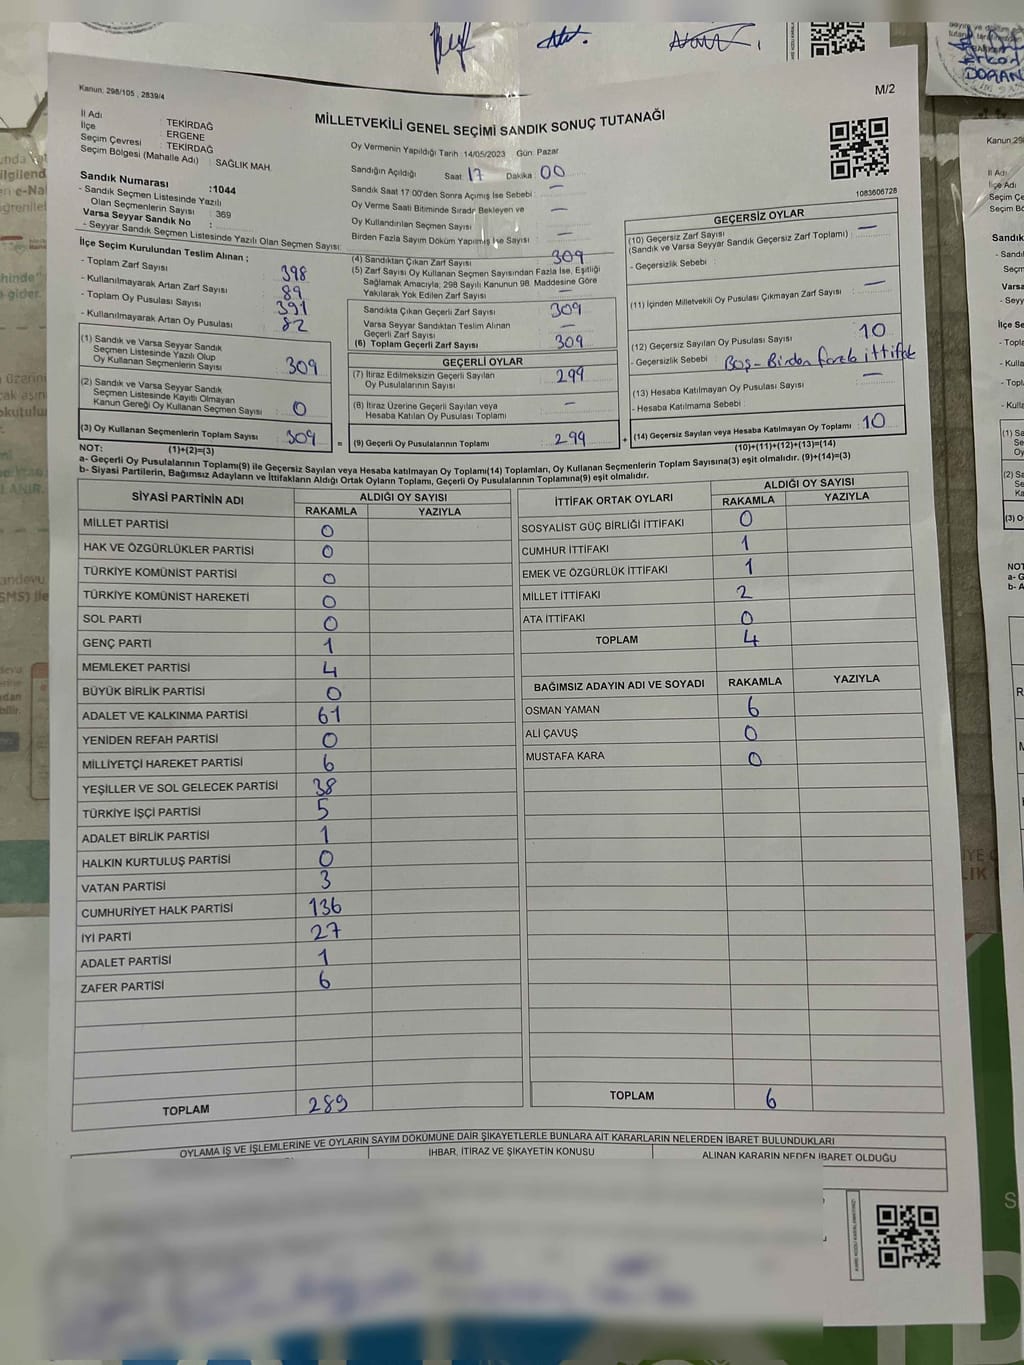 Kanun: 298/105 , 2839/4
M/2
MİLLETVEKİLİ GENEL SEÇİMİ SANDIK SONUÇ TUTANAĞI
İl Adı : TEKİRDAĞ
İlçe : ERGENE
Seçim Çevresi : TEKİRDAĞ
Seçim Bölgesi (Mahalle Adı) : SAĞLIK MAH.
Sandık Numarası :1044
- Sandık Seçmen Listesinde Yazılı
Olan Seçmenlerin Sayısı : 369
Varsa Seyyar Sandık No :
- Seyyar Sandık Seçmen Listesinde Yazılı Olan Seçmen Sayısı:
Oy Vermenin Yapıldığı Tarih :14/05/2023 Gün: Pazar
Sandığın Açıldığı Saat 17 Dakika 00
Sandık Saat 17:00'den Sonra Açımış İse Sebebi : —
Oy Verme Saati Bitiminde Sırada Bekleyen ve
Oy Kullandırılan Seçmen Sayısı —
Birden Fazla Sayım Döküm Yapılmış İse Sayısı : —
1083606728
İlçe Seçim Kurulundan Teslim Alınan ;
- Toplam Zarf Sayısı 398
- Kullanılmayarak Artan Zarf Sayısı 89
- Toplam Oy Pusulası Sayısı 391
- Kullanılmayarak Artan Oy Pusulası 82
(1) Sandık ve Varsa Seyyar Sandık
Seçmen Listesinde Yazılı Olup
Oy Kullanan Seçmenlerin Sayısı 309
(2) Sandık ve Varsa Seyyar Sandık
Seçmen Listesinde Kayıtlı Olmayan
Kanun Gereği Oy Kullanan Seçmen Sayısı 0
(3) Oy Kullanan Seçmenlerin Toplam Sayısı 309
(1)+(2)=(3)
(4) Sandıktan Çıkan Zarf Sayısı 309
(5) Zarf Sayısı Oy Kullanan Seçmen Sayısından Fazla İse, Eşitliği
Sağlamak Amacıyla, 298 Sayılı Kanunun 98. Maddesine Göre
Yakılarak Yok Edilen Zarf Sayısı —
Sandıkta Çıkan Geçerli Zarf Sayısı 309
Varsa Seyyar Sandıktan Teslim Alınan
Geçerli Zarf Sayısı —
(6) Toplam Geçerli Zarf Sayısı 309
GEÇERLİ OYLAR
(7) İtiraz Edilmeksizin Geçerli Sayılan
Oy Pusulalarının Sayısı 299
(8) İtiraz Üzerine Geçerli Sayılan veya
Hesaba Katılan Oy Pusulası Toplamı —
= (9) Geçerli Oy Pusulalarının Toplamı 299
GEÇERSİZ OYLAR
(10) Geçersiz Zarf Sayısı —
(Sandık ve Varsa Seyyar Sandık Geçersiz Zarf Toplamı) :
- Geçersizlik Sebebi :
(11) İçinden Milletvekili Oy Pusulası Çıkmayan Zarf Sayısı —
(12) Geçersiz Sayılan Oy Pusulası Sayısı 10
- Geçersizlik Sebebi : Boş-Birden fazla ittifak
(13) Hesaba Katılmayan Oy Pusulası Sayısı —
- Hesaba Katılmama Sebebi :
+ (14) Geçersiz Sayılan veya Hesaba Katılmayan Oy Toplamı 10
(10)+(11)+(12)+(13)=(14)
NOT:
a- Geçerli Oy Pusulalarının Toplamı(9) ile Geçersiz Sayılan veya Hesaba katılmayan Oy Toplamı(14) Toplamları, Oy Kullanan Seçmenlerin Toplam Sayısına(3) eşit olmalıdır. (9)+(14)=(3)
b- Siyasi Partilerin, Bağımsız Adayların ve İttifakların Aldığı Ortak Oyların Toplamı, Geçerli Oy Pusulalarının Toplamına(9) eşit olmalıdır.
SİYASİ PARTİNİN ADI ALDIĞI OY SAYISI
RAKAMLA YAZIYLA
MİLLET PARTİSİ 0
HAK VE ÖZGÜRLÜKLER PARTİSİ 0
TÜRKİYE KOMÜNİST PARTİSİ 0
TÜRKİYE KOMÜNİST HAREKETİ 0
SOL PARTİ 0
GENÇ PARTİ 1
MEMLEKET PARTİSİ 4
BÜYÜK BİRLİK PARTİSİ 0
ADALET VE KALKINMA PARTİSİ 61
YENİDEN REFAH PARTİSİ 0
MİLLİYETÇİ HAREKET PARTİSİ 6
YEŞİLLER VE SOL GELECEK PARTİSİ 38
TÜRKİYE İŞÇİ PARTİSİ 5
ADALET BİRLİK PARTİSİ 1
HALKIN KURTULUŞ PARTİSİ 0
VATAN PARTİSİ 3
CUMHURİYET HALK PARTİSİ 136
İYİ PARTİ 27
ADALET PARTİSİ 1
ZAFER PARTİSİ 6
TOPLAM 289
İTTİFAK ORTAK OYLARI ALDIĞI OY SAYISI
RAKAMLA YAZIYLA
SOSYALİST GÜÇ BİRLİĞİ İTTİFAKI 0
CUMHUR İTTİFAKI 1
EMEK VE ÖZGÜRLÜK İTTİFAKI 1
MİLLET İTTİFAKI 2
ATA İTTİFAKI 0
TOPLAM 4
BAĞIMSIZ ADAYIN ADI VE SOYADI RAKAMLA YAZIYLA
OSMAN YAMAN 6
ALİ ÇAVUŞ 0
MUSTAFA KARA 0
TOPLAM 6
OYLAMA İŞ VE İŞLEMLERİNE VE OYLARIN SAYIM DÖKÜMÜNE DAİR ŞİKAYETLERLE BUNLARA AİT KARARLARIN NELERDEN İBARET BULUNDUKLARI
İHBAR, İTİRAZ VE ŞİKAYETİN KONUSU ALINAN KARARIN NEDEN İBARET OLDUĞU